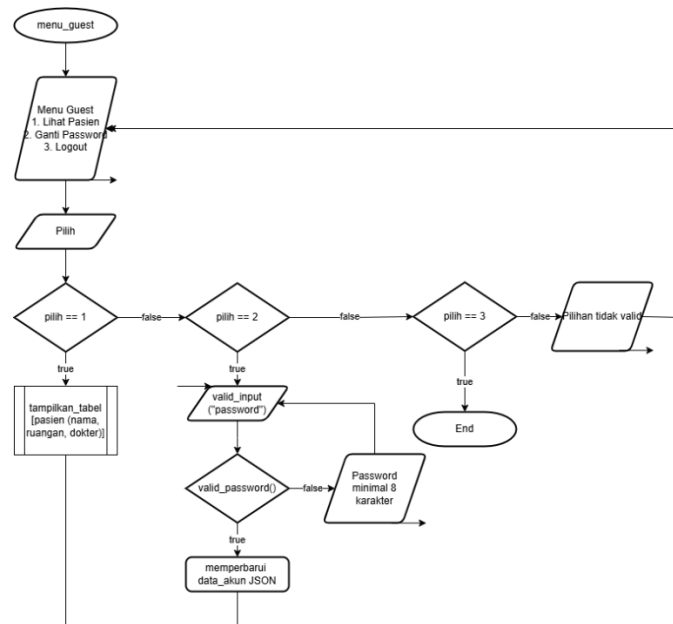 menu_guest
Menu Guest
1. Lihat Pasien
2. Ganti Password
3. Logout
Pilih
pilih == 1
false
pilih == 2
false
pilih == 3
false
Pilihan tidak valid
true
true
true
tampilkan_tabel
[pasien (nama,
ruangan, dokter)]
valid_input
("password")
End
valid_password()
false
Password
minimal 8
karakter
true
memperbarui
data_akun JSON